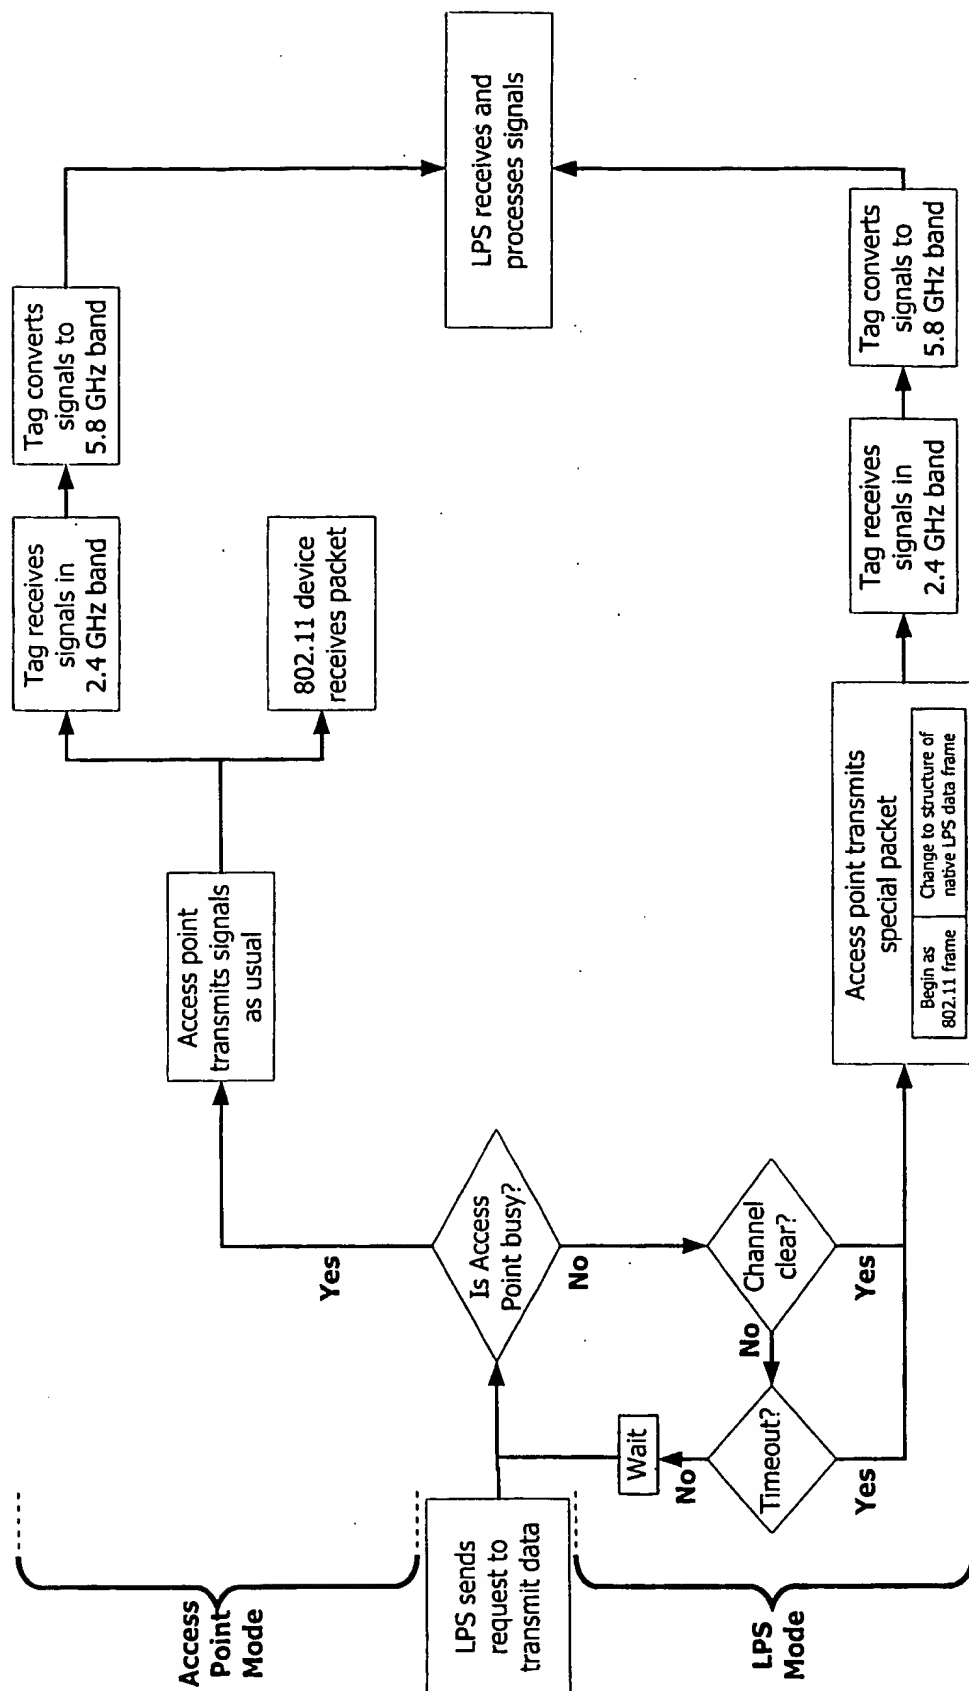 Access
Point
Mode
LPS sends
request to
transmit data
LPS
Mode
Wait
No
Timeout?
Yes
Is Access
Point busy?
Yes
No
Channel
clear?
No
Yes
Access point
transmits signals
as usual
Tag receives
signals in
2.4 GHz band
802.11 device
receives packet
Tag converts
signals to
5.8 GHz band
Access point transmits
special packet
Begin as
802.11 frame
Change to structure of
native LPS data frame
Tag receives
signals in
2.4 GHz band
Tag converts
signals to
5.8 GHz band
LPS receives and
processes signals